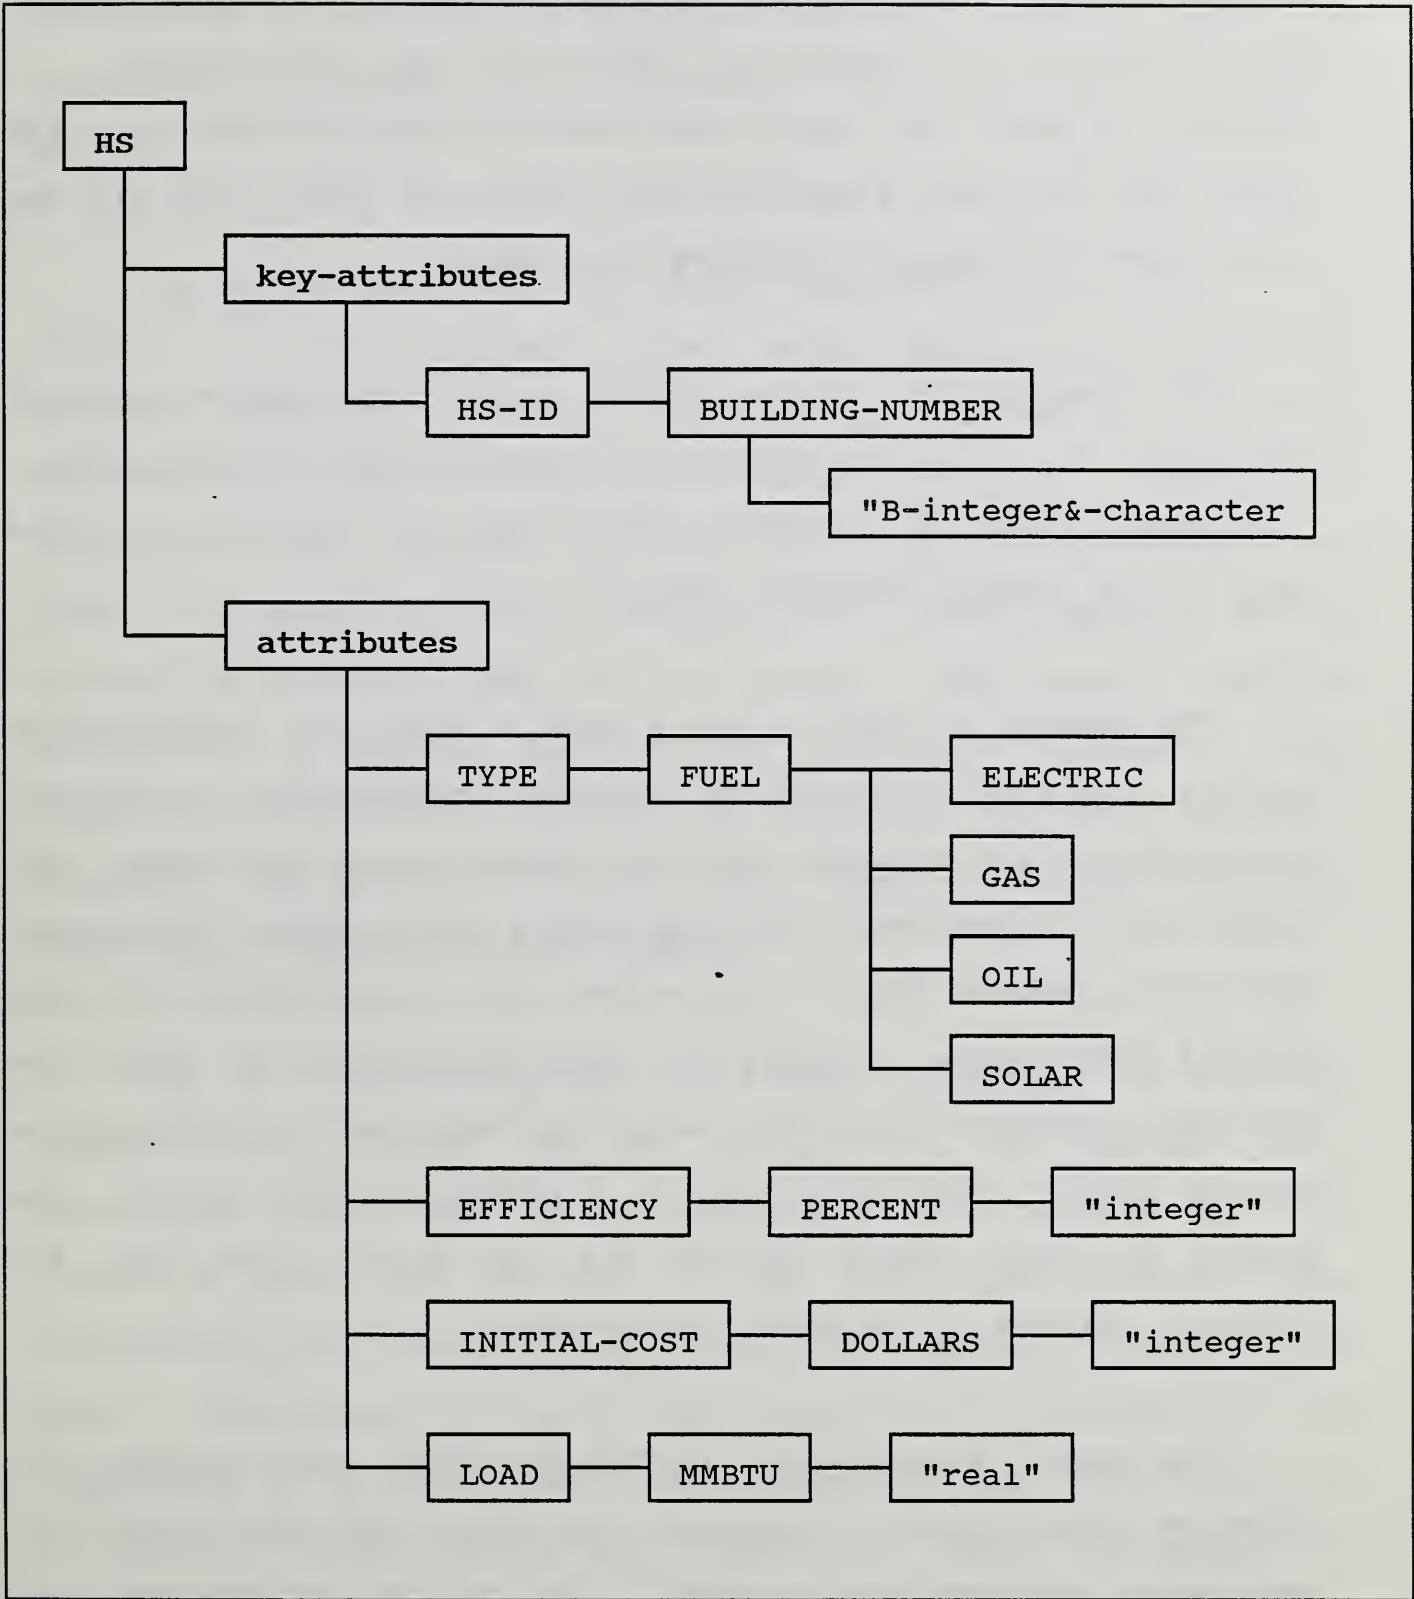 HS
key-attributes
HS-ID BUILDING-NUMBER
"B-integer&-character
attributes
TYPE FUEL ELECTRIC
GAS
OIL
SOLAR
EFFICIENCY PERCENT "integer"
INITIAL-COST DOLLARS "integer"
LOAD MMBTU "real"